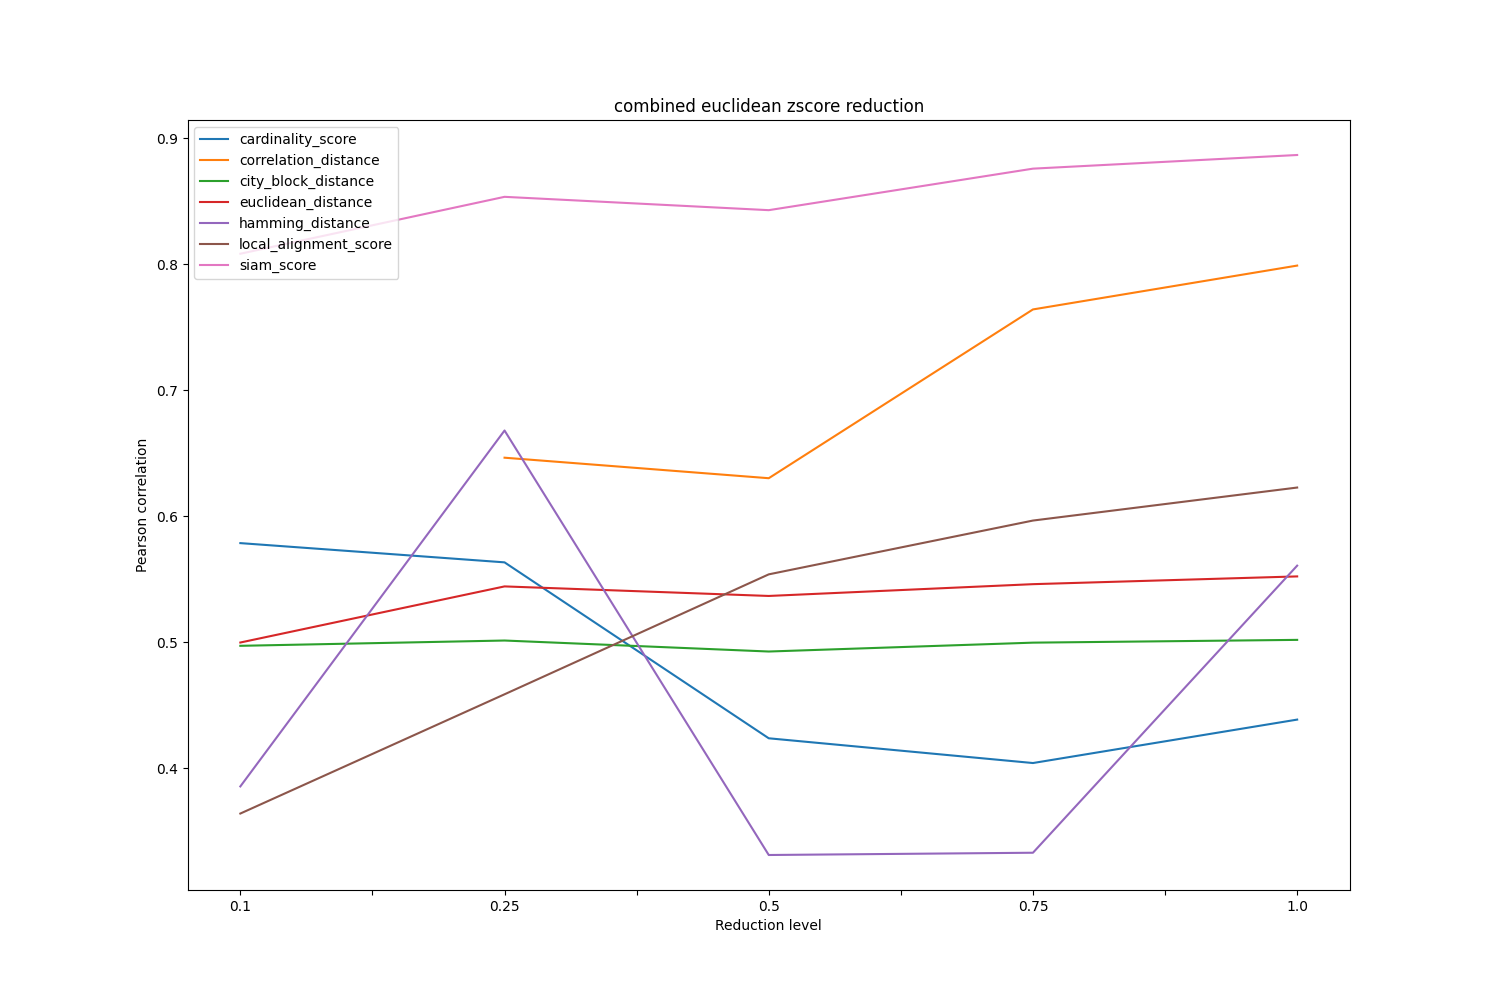 combined euclidean zscore reduction
cardinality_score
correlation_distance
city_block_distance
euclidean_distance
hamming_distance
local_alignment_score
siam_score
0.9
0.8
0.7
0.6
0.5
0.4
Pearson correlation
0.1 0.25 0.5 0.75 1.0
Reduction level